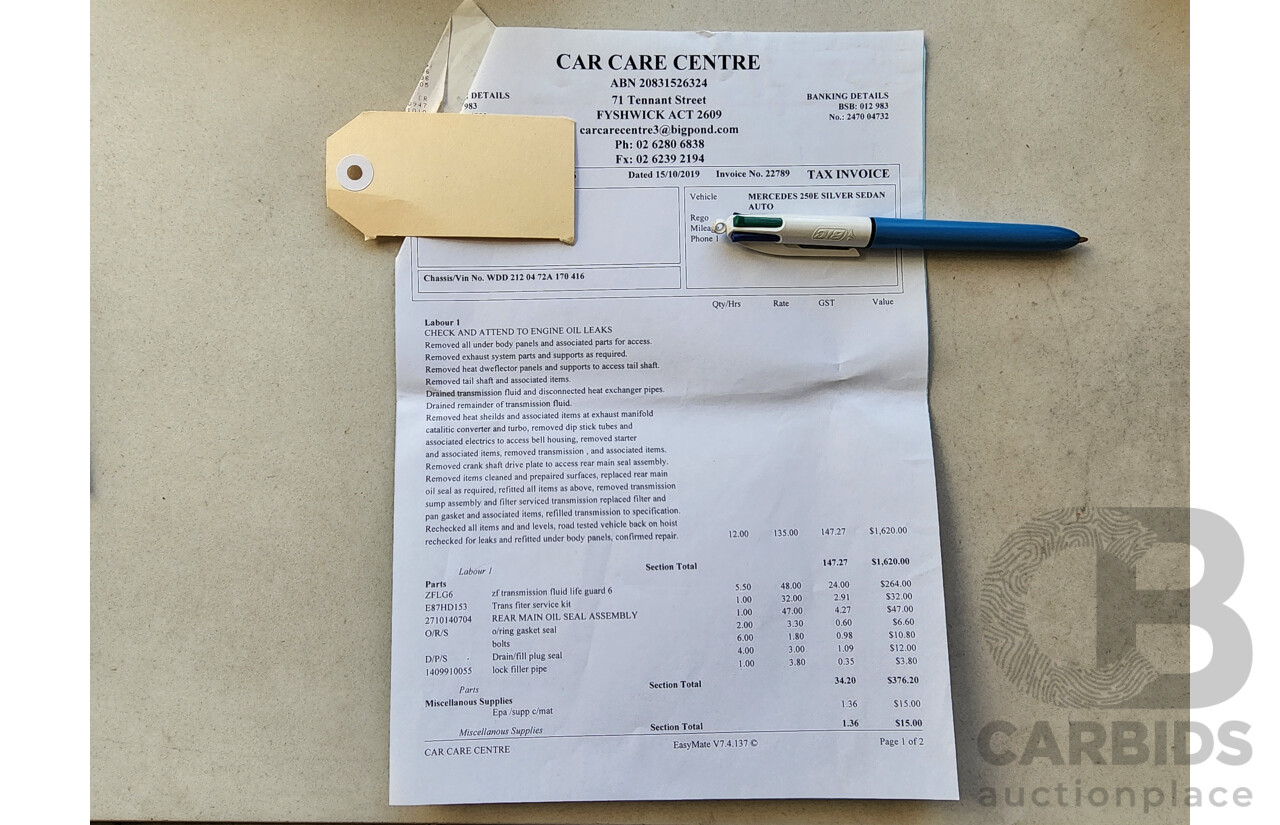 CAR CARE CENTRE
ABN 20831526324
DETAILS
983
71 Tennant Street
FYSHWICK ACT 2609
carcarecentre3@bigpond.com
Ph: 02 6280 6838
Fx: 02 6239 2194
BANKING DETAILS
BSB: 012 983
No.: 2470 04732
Dated 15/10/2019 Invoice No. 22789 TAX INVOICE
Vehicle MERCEDES 250E SILVER SEDAN
AUTO
Rego
Phone 1
BIC
Chassis/Vin No. WDD 212 04 72A 170 416
Qty/Hrs Rate GST Value
Labour 1
CHECK AND ATTEND TO ENGINE OIL LEAKS
Removed all under body panels and associated parts for access.
Removed exhaust system parts and supports as required.
Removed heat dweflector panels and supports to access tail shaft.
Removed tail shaft and associated items.
Drained transmission fluid and disconnected heat exchanger pipes.
Drained remainder of transmission fluid.
Removed heat sheilds and associated items at exhaust manifold
catalitic converter and turbo, removed dip stick tubes and
associated electrics to access bell housing, removed starter
and associated items, removed transmission , and associated items.
Removed crank shaft drive plate to access rear main seal assembly.
Removed items cleaned and prepaired surfaces, replaced rear main
oil seal as required, refitted all items as above, removed transmission
sump assembly and filter serviced transmission replaced filter and
pan gasket and associated items, refilled transmission to specification.
Rechecked all items and and levels, road tested vehicle back on hoist
rechecked for leaks and refitted under body panels, confirmed repair. 12.00 135.00 147.27 $1,620.00
Labour 1 Section Total 147.27 $1,620.00
Parts
ZFLG6 zf transmission fluid life guard 6 5.50 48.00 24.00 $264.00
E87HD153 Trans fiter service kit 1.00 32.00 2.91 $32.00
2710140704 REAR MAIN OIL SEAL ASSEMBLY 1.00 47.00 4.27 $47.00
O/R/S o/ring gasket seal 2.00 3.30 0.60 $6.60
bolts 6.00 1.80 0.98 $10.80
D/P/S . Drain/fill plug seal 4.00 3.00 1.09 $12.00
1409910055 lock filler pipe 1.00 3.80 0.35 $3.80
Parts Section Total 34.20 $376.20
Miscellanous Supplies
Epa /supp c/mat 1.36 $15.00
Miscellanous Supplies Section Total 1.36 $15.00
CAR CARE CENTRE EasyMate V7.4.137 © Page 1 of 2
CB
CARBIDS
auctionplace